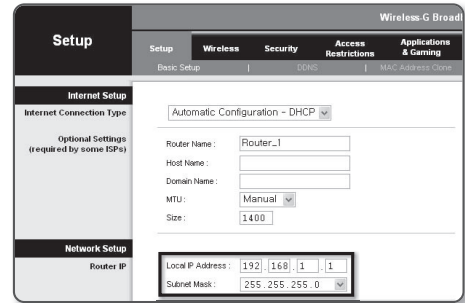 Wireless-G Broadl
Setup
Setup Wireless Security Access Restrictions Applications & Gaming
Basic Setup | DDNS | MAC Address Clone
Internet Setup
Internet Connection Type
Automatic Configuration - DHCP
Optional Settings
(required by some ISPs)
Router Name : Router_1
Host Name :
Domain Name :
MTU : Manual
Size : 1400
Network Setup
Router IP
Local IP Address : 192 . 168 . 1 . 1
Subnet Mask : 255.255.255.0